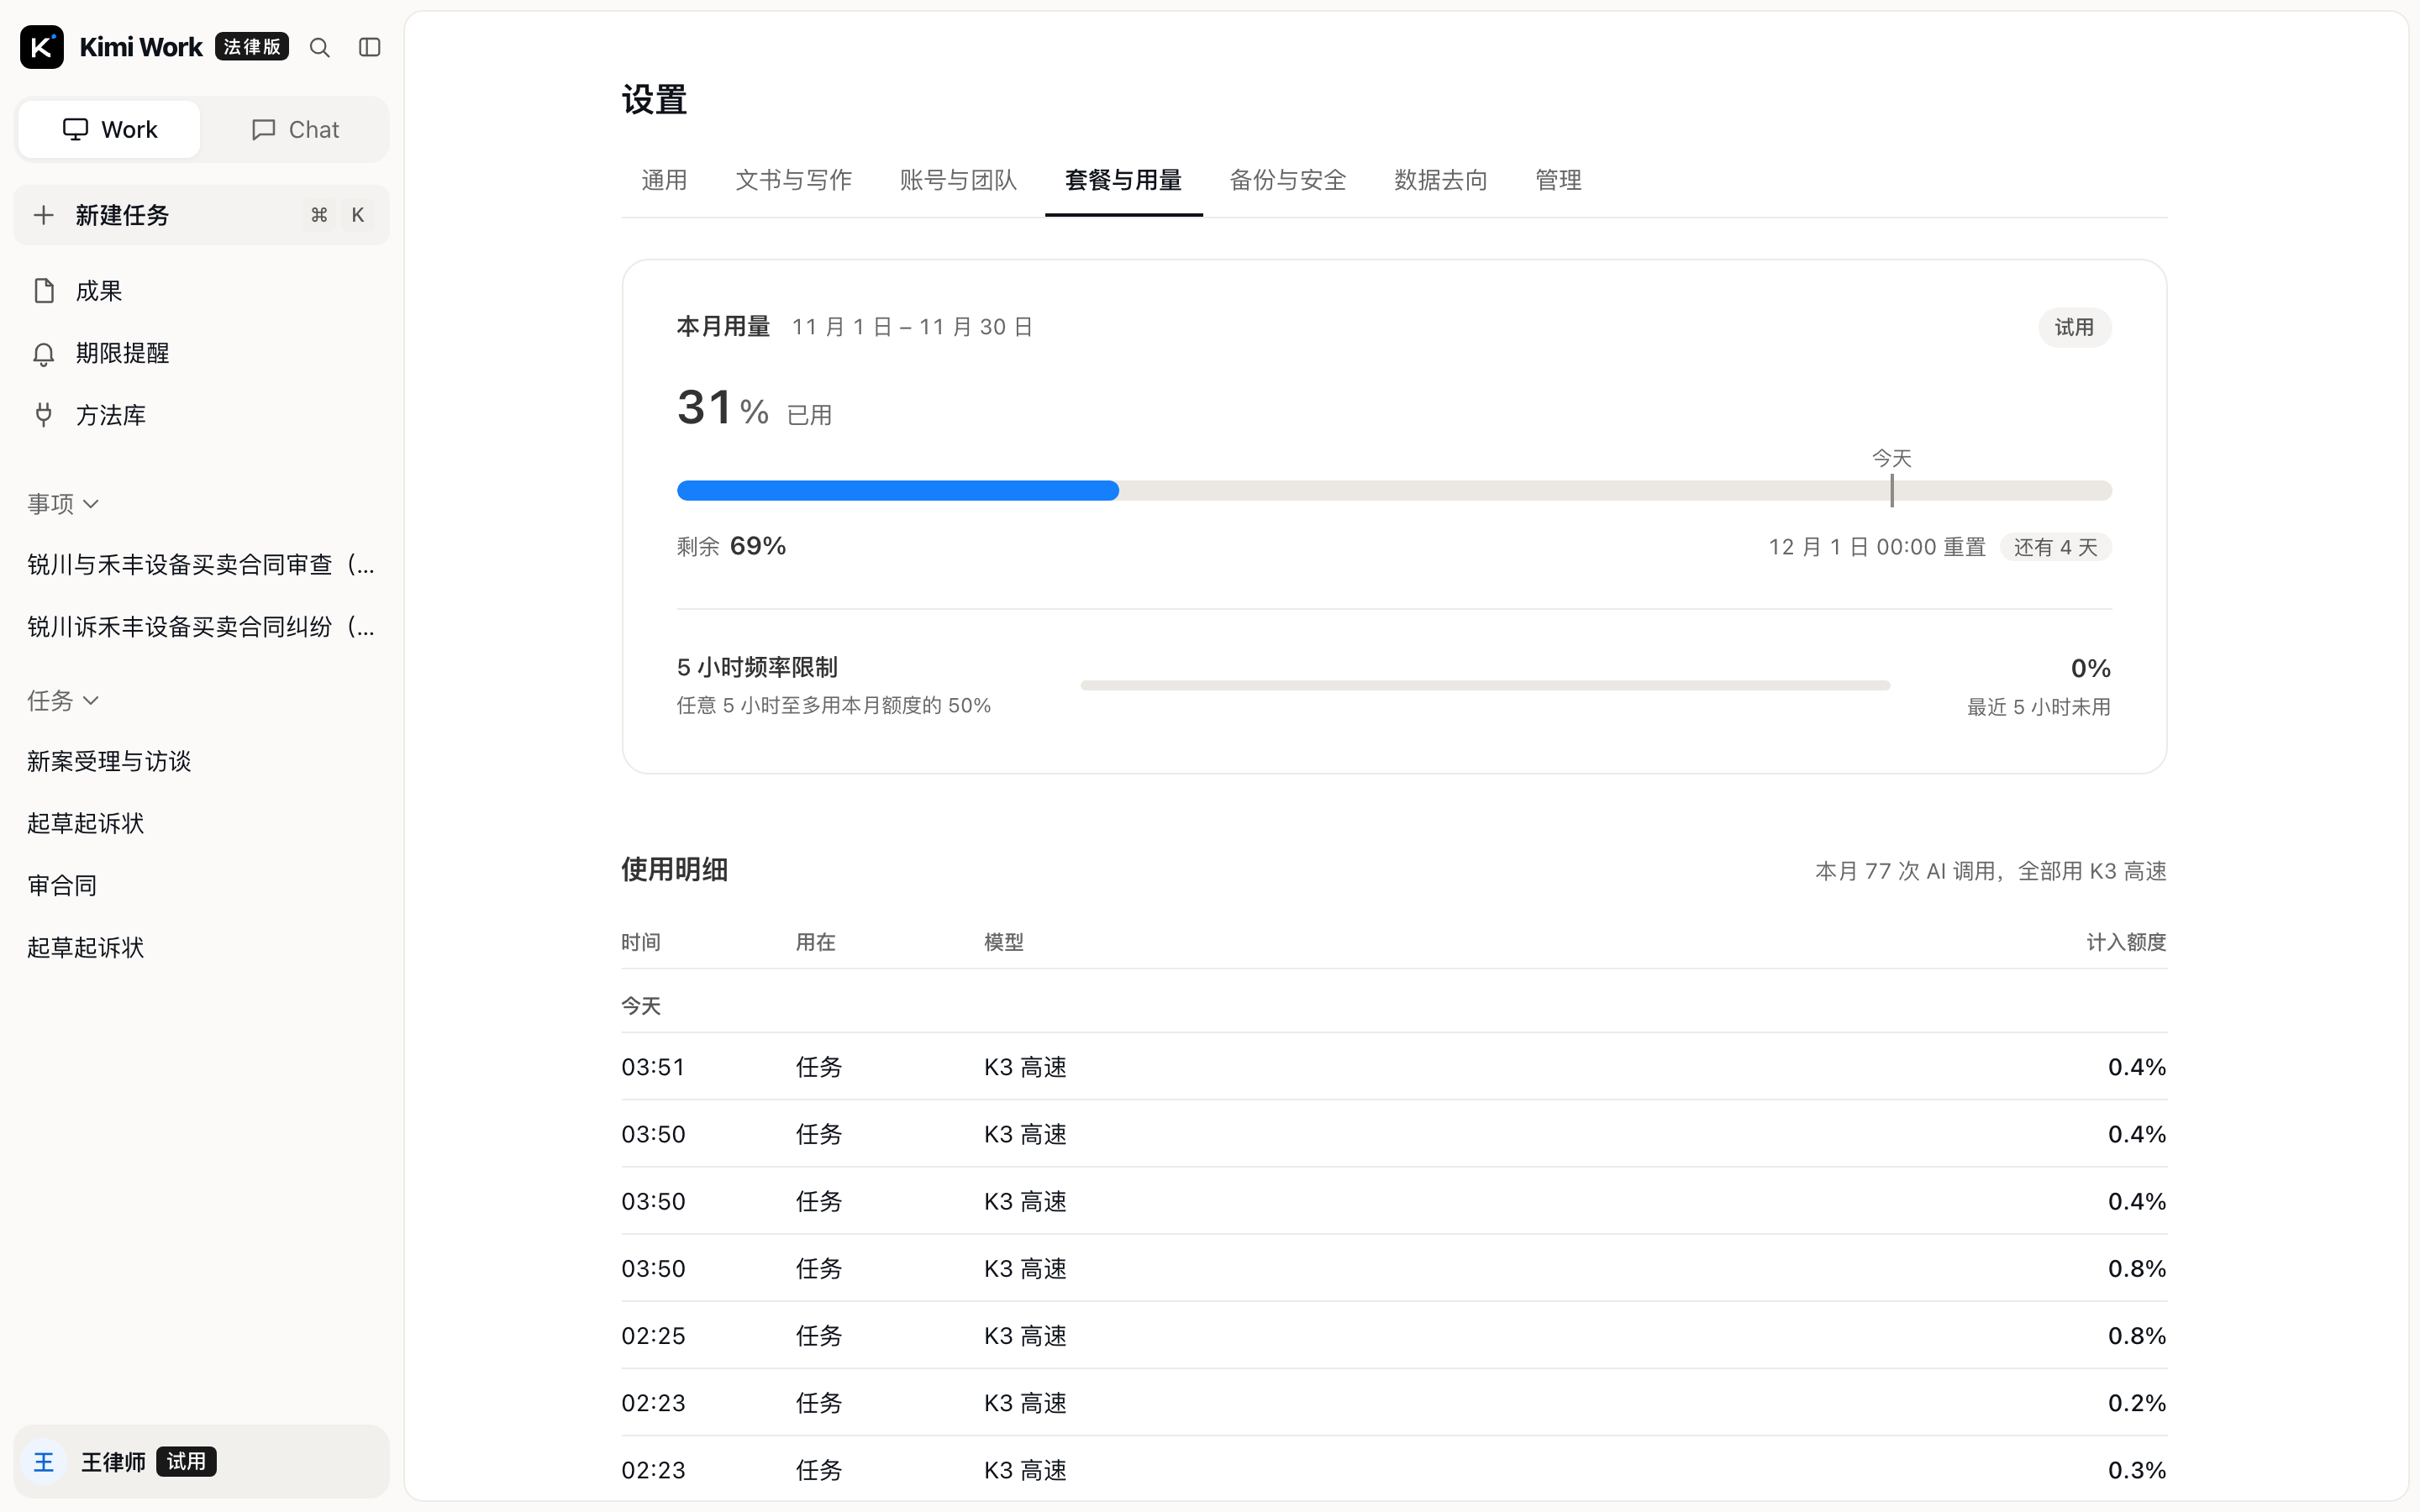 Kimi Work 法律版
Work
Chat
新建任务 ⌘ K
成果
期限提醒
方法库
事项
锐川与禾丰设备买卖合同审查（...
锐川诉禾丰设备买卖合同纠纷（...
任务
新案受理与访谈
起草起诉状
审合同
起草起诉状
王 王律师 试用
设置
通用 文书与写作 账号与团队 套餐与用量 备份与安全 数据去向 管理
本月用量 11 月 1 日 – 11 月 30 日 试用
31% 已用
今天
剩余 69% 12 月 1 日 00:00 重置 还有 4 天
5 小时频率限制 0%
任意 5 小时至多用本月额度的 50% 最近 5 小时未用
使用明细 本月 77 次 AI 调用，全部用 K3 高速
时间 用在 模型 计入额度
今天
03:51 任务 K3 高速 0.4%
03:50 任务 K3 高速 0.4%
03:50 任务 K3 高速 0.4%
03:50 任务 K3 高速 0.8%
02:25 任务 K3 高速 0.8%
02:23 任务 K3 高速 0.2%
02:23 任务 K3 高速 0.3%